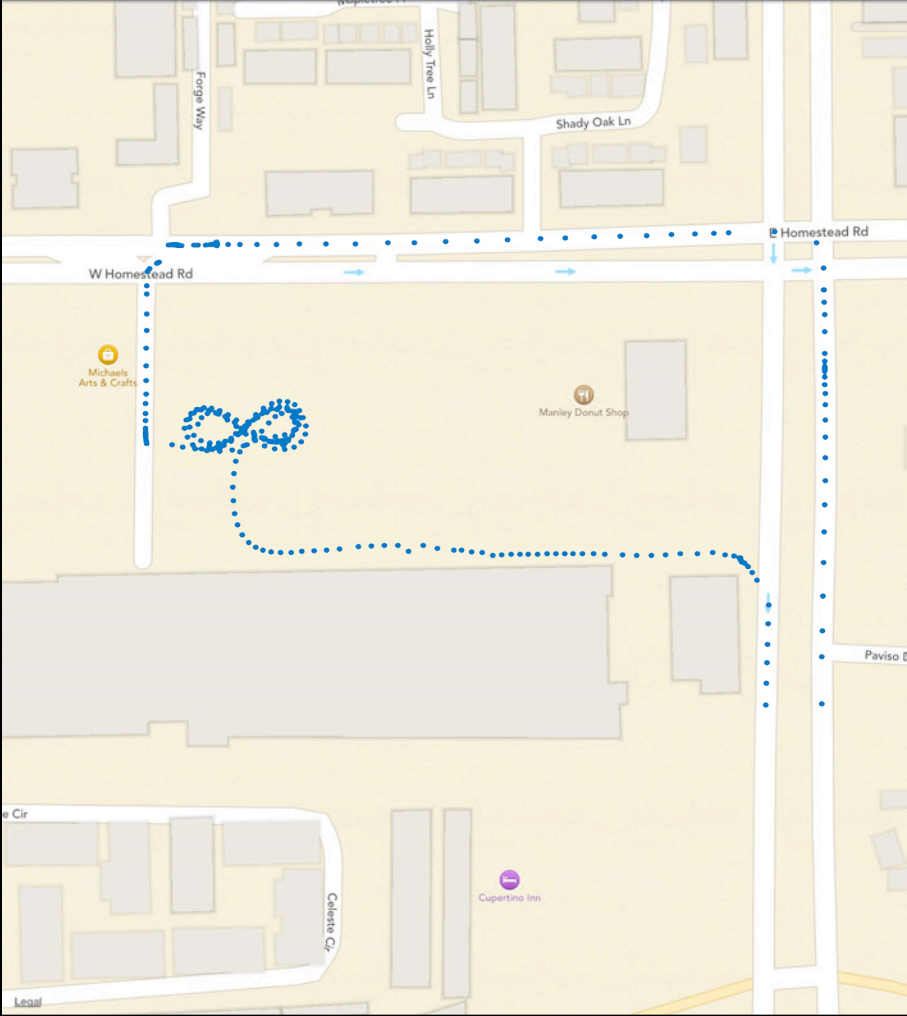 Holly Tree Ln
Forge Way
Shady Oak Ln
E Homestead Rd
W Homestead Rd
Michaels
Arts & Crafts
Manley Donut Shop
Paviso
e Cir
Cupertino Inn
Celeste Cir
Legal